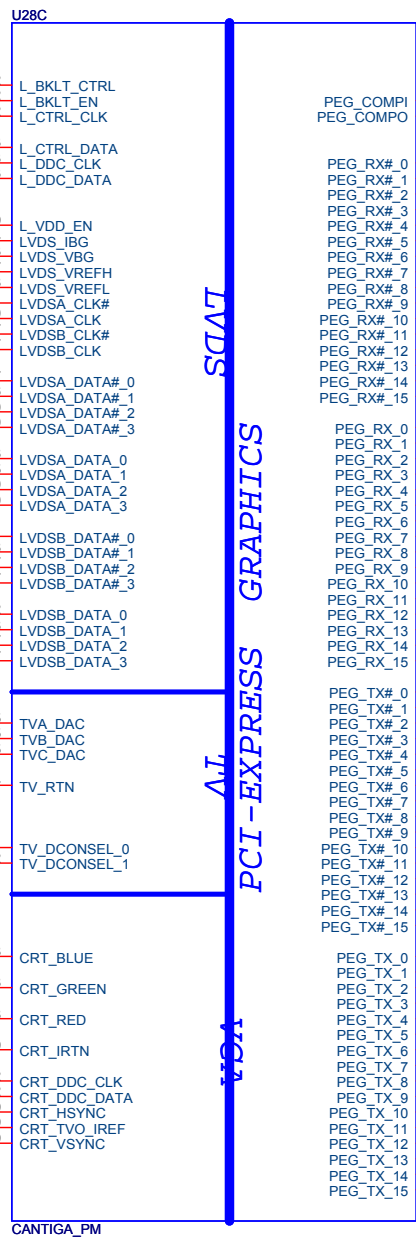 U28C
L_BKLT_CTRL
L_BKLT_EN
L_CTRL_CLK
L_CTRL_DATA
L_DDC_CLK
L_DDC_DATA
L_VDD_EN
LVDS_IBG
LVDS_VBG
LVDS_VREFH
LVDS_VREFL
LVDSA_CLK#
LVDSA_CLK
LVDSB_CLK#
LVDSB_CLK
LVDSA_DATA#_0
LVDSA_DATA#_1
LVDSA_DATA#_2
LVDSA_DATA#_3
LVDSA_DATA_0
LVDSA_DATA_1
LVDSA_DATA_2
LVDSA_DATA_3
LVDSB_DATA#_0
LVDSB_DATA#_1
LVDSB_DATA#_2
LVDSB_DATA#_3
LVDSB_DATA_0
LVDSB_DATA_1
LVDSB_DATA_2
LVDSB_DATA_3
LVDS
TVA_DAC
TVB_DAC
TVC_DAC
TV_RTN
TV_DCONSEL_0
TV_DCONSEL_1
TV
CRT_BLUE
CRT_GREEN
CRT_RED
CRT_IRTN
CRT_DDC_CLK
CRT_DDC_DATA
CRT_HSYNC
CRT_TVO_IREF
CRT_VSYNC
VGA
PCI-EXPRESS GRAPHICS
PEG_COMPI
PEG_COMPO
PEG_RX#_0
PEG_RX#_1
PEG_RX#_2
PEG_RX#_3
PEG_RX#_4
PEG_RX#_5
PEG_RX#_6
PEG_RX#_7
PEG_RX#_8
PEG_RX#_9
PEG_RX#_10
PEG_RX#_11
PEG_RX#_12
PEG_RX#_13
PEG_RX#_14
PEG_RX#_15
PEG_RX_0
PEG_RX_1
PEG_RX_2
PEG_RX_3
PEG_RX_4
PEG_RX_5
PEG_RX_6
PEG_RX_7
PEG_RX_8
PEG_RX_9
PEG_RX_10
PEG_RX_11
PEG_RX_12
PEG_RX_13
PEG_RX_14
PEG_RX_15
PEG_TX#_0
PEG_TX#_1
PEG_TX#_2
PEG_TX#_3
PEG_TX#_4
PEG_TX#_5
PEG_TX#_6
PEG_TX#_7
PEG_TX#_8
PEG_TX#_9
PEG_TX#_10
PEG_TX#_11
PEG_TX#_12
PEG_TX#_13
PEG_TX#_14
PEG_TX#_15
PEG_TX_0
PEG_TX_1
PEG_TX_2
PEG_TX_3
PEG_TX_4
PEG_TX_5
PEG_TX_6
PEG_TX_7
PEG_TX_8
PEG_TX_9
PEG_TX_10
PEG_TX_11
PEG_TX_12
PEG_TX_13
PEG_TX_14
PEG_TX_15
CANTIGA_PM